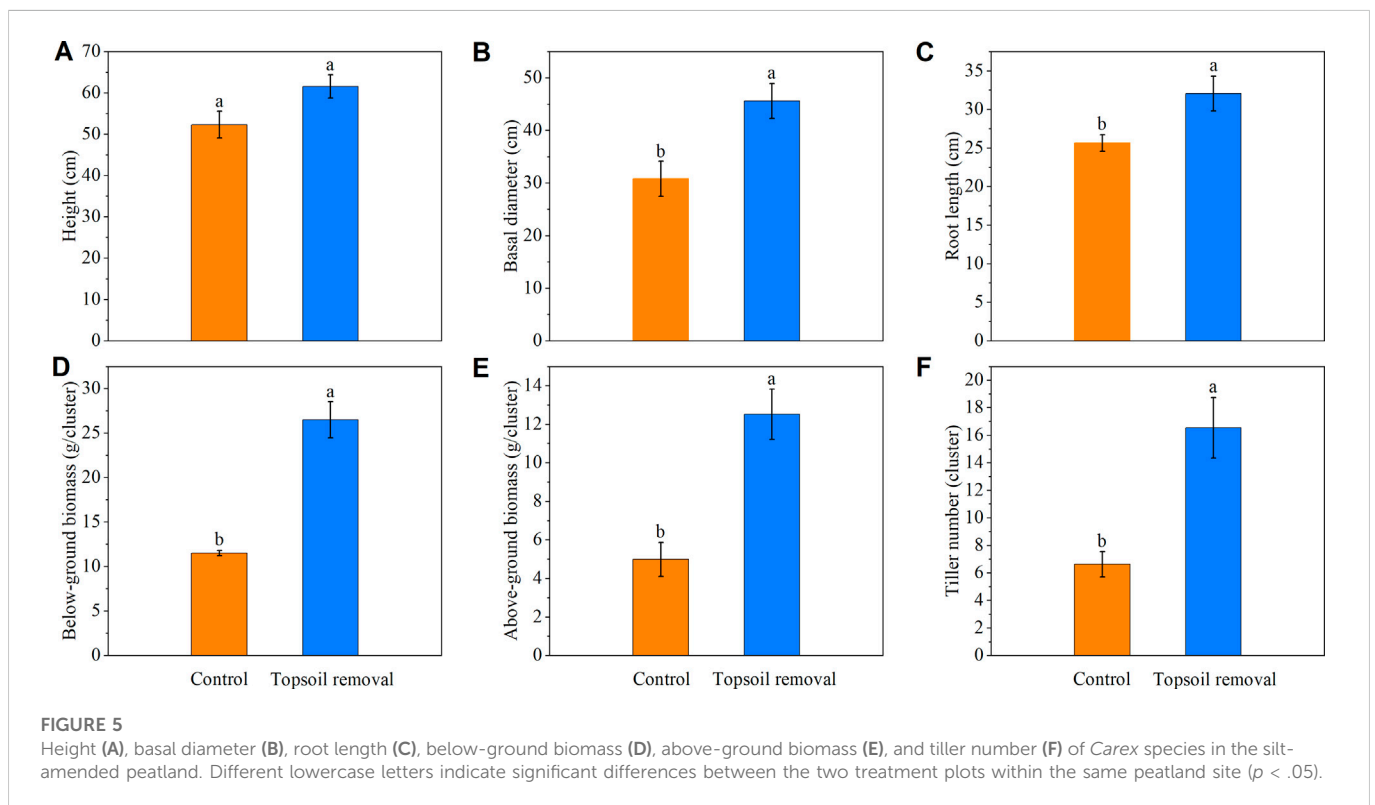 A
70
60
50
40
30
20
10
0
Height (cm)
a
a
B
50
40
30
20
10
0
Basal diameter (cm)
b
a
C
35
30
25
20
15
10
5
0
Root length (cm)
b
a
D
30
25
20
15
10
5
0
Below-ground biomass (g/cluster)
b
a
Control Topsoil removal
E
14
12
10
8
6
4
2
0
Above-ground biomass (g/cluster)
b
a
Control Topsoil removal
F
20
18
16
14
12
10
8
6
4
2
0
Tiller number (cluster)
b
a
Control Topsoil removal
FIGURE 5
Height (A), basal diameter (B), root length (C), below-ground biomass (D), above-ground biomass (E), and tiller number (F) of Carex species in the silt-
amended peatland. Different lowercase letters indicate significant differences between the two treatment plots within the same peatland site (p < .05).